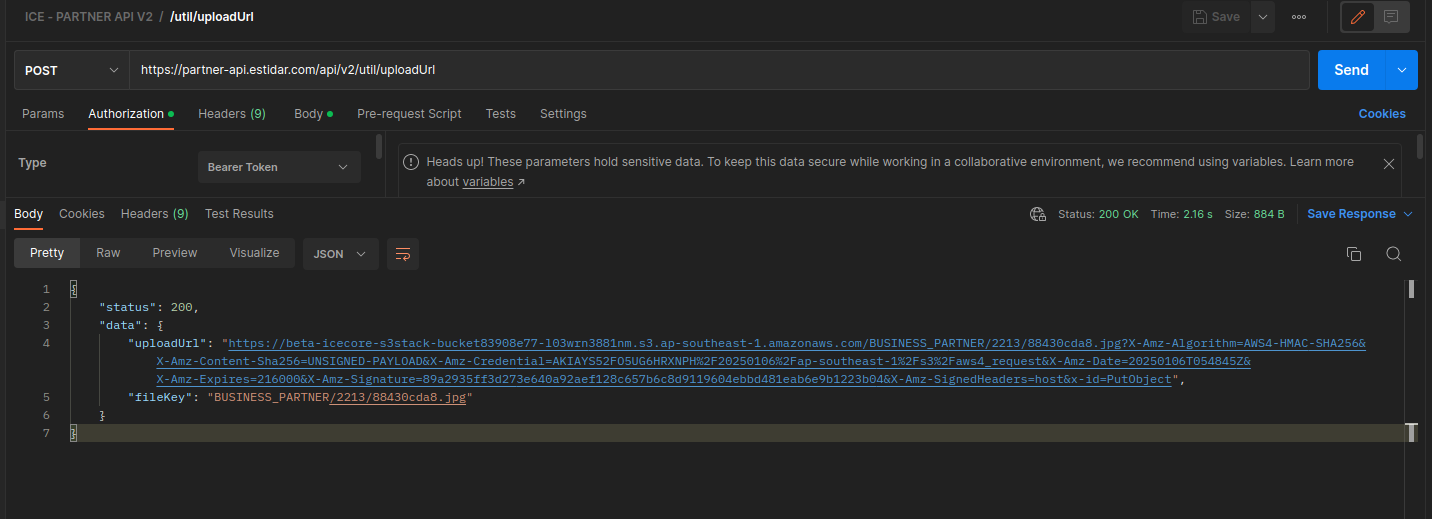 ICE - PARTNER API V2 / /util/uploadUrl
Save
POST
https://partner-api.estidar.com/api/v2/util/uploadUrl
Send
Params Authorization Headers (9) Body Pre-request Script Tests Settings Cookies
Type
Bearer Token
Heads up! These parameters hold sensitive data. To keep this data secure while working in a collaborative environment, we recommend using variables. Learn more
about variables ↗
Body Cookies Headers (9) Test Results
Status: 200 OK Time: 2.16 s Size: 884 B
Save Response
Pretty Raw Preview Visualize JSON
1 {
2 "status": 200,
3 "data": {
4 "uploadUrl": "https://beta-icecore-s3stack-bucket83908e77-l03wrn3881nm.s3.ap-southeast-1.amazonaws.com/BUSINESS_PARTNER/2213/88430cda8.jpg?X-Amz-Algorithm=AWS4-HMAC-SHA256&
X-Amz-Content-Sha256=UNSIGNED-PAYLOAD&X-Amz-Credential=AKIAYS52FO5UG6HRXNPH%2F20250106%2Fap-southeast-1%2Fs3%2Faws4_request&X-Amz-Date=20250106T054845Z&
X-Amz-Expires=216000&X-Amz-Signature=89a2935ff3d273e640a92aef128c657b6c8d9119604ebbd481eab6e9b1223b04&X-Amz-SignedHeaders=host&x-id=PutObject",
5 "fileKey": "BUSINESS_PARTNER/2213/88430cda8.jpg"
6 }
7 }